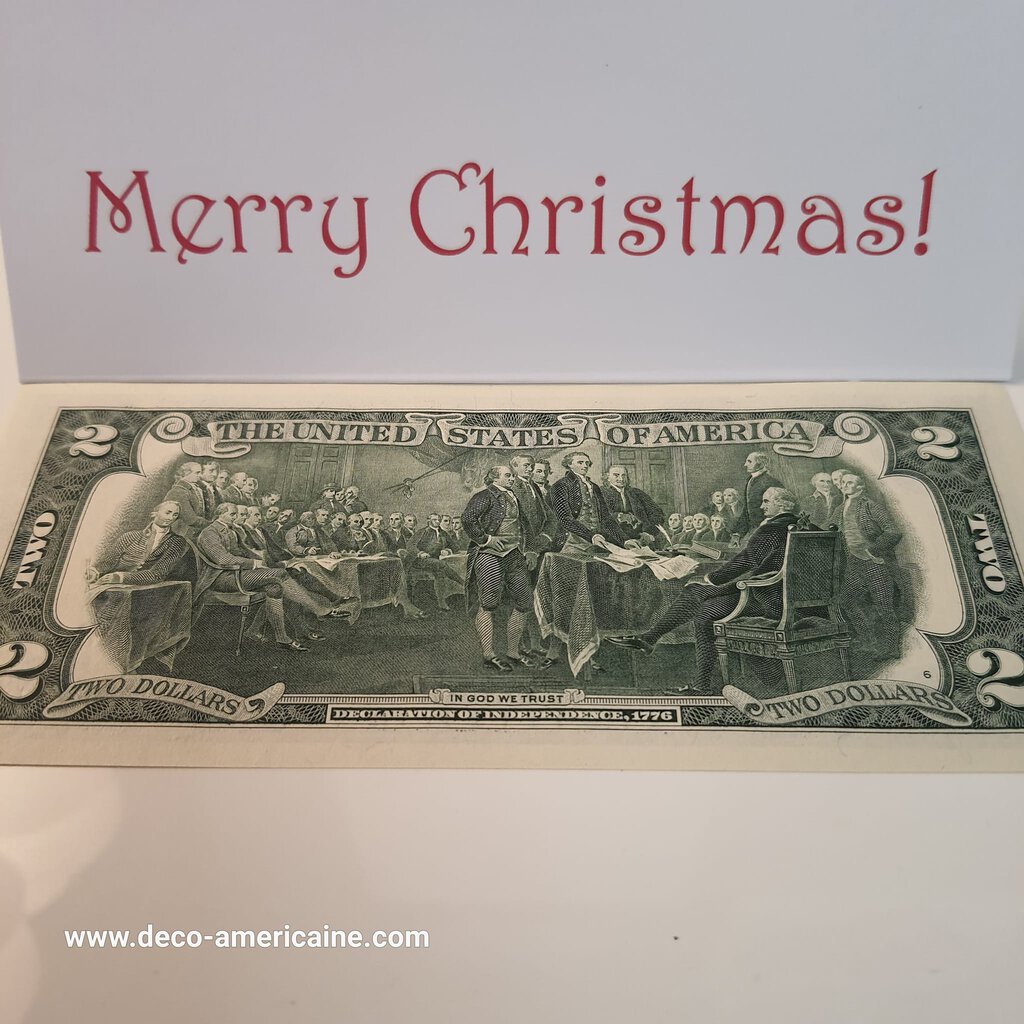 Merry Christmas!
2 THE UNITED STATES OF AMERICA 2
TWO
TWO
2
2
TWO DOLLARS
IN GOD WE TRUST
6
TWO DOLLARS
DECLARATION OF INDEPENDENCE, 1776
www.deco-americaine.com